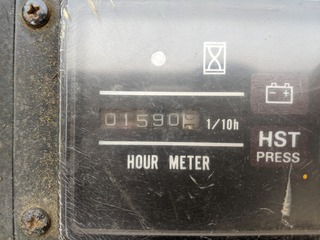 01590
1/10h
HOUR METER
- +
HST
PRESS